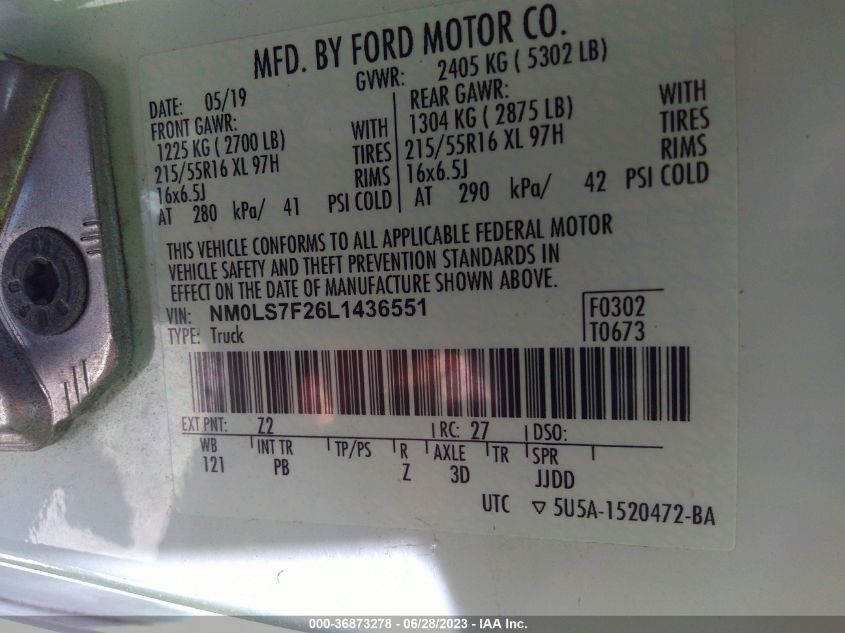 MFD. BY FORD MOTOR CO.
DATE: 05/19
GVWR: 2405 KG ( 5302 LB)
FRONT GAWR:
1225 KG ( 2700 LB) WITH
215/55R16 XL 97H TIRES
16x6.5J RIMS
AT 280 kPa/ 41 PSI COLD
REAR GAWR:
1304 KG ( 2875 LB) WITH
215/55R16 XL 97H TIRES
16x6.5J RIMS
AT 290 kPa/ 42 PSI COLD
THIS VEHICLE CONFORMS TO ALL APPLICABLE FEDERAL MOTOR
VEHICLE SAFETY AND THEFT PREVENTION STANDARDS IN
EFFECT ON THE DATE OF MANUFACTURE SHOWN ABOVE.
VIN: NM0LS7F26L1436551
TYPE: Truck
F0302
T0673
EXT PNT: Z2 RC: 27 DSO:
WB INT TR TP/PS R AXLE TR SPR
121 PB Z 3D JJDD
UTC ▽ 5U5A-1520472-BA
000-36873278 - 06/28/2023 - IAA Inc.